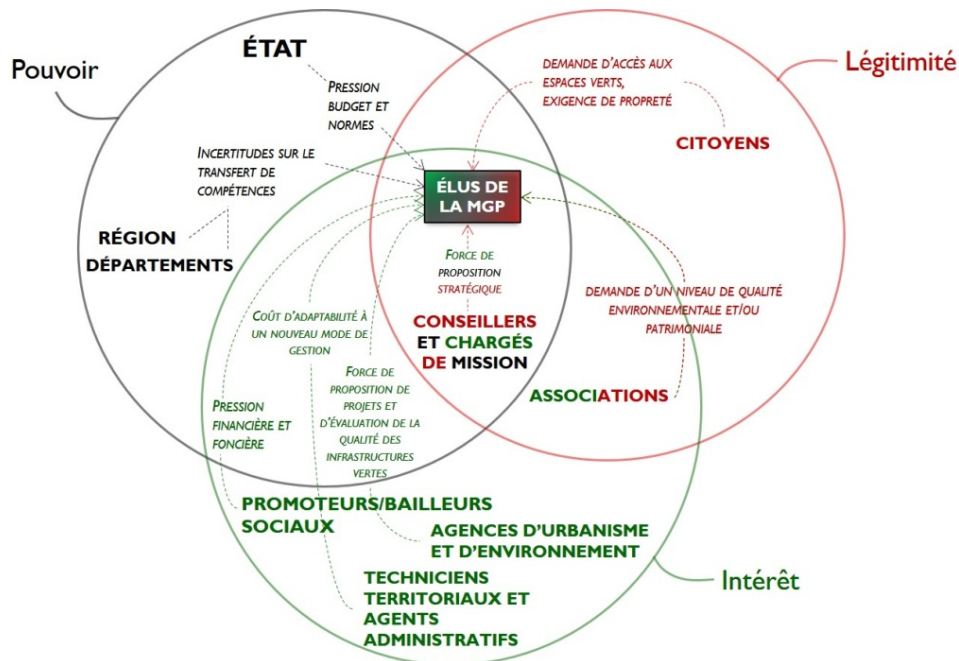 Pouvoir
ÉTAT
PRESSION
BUDGET ET
NORMES
DEMANDE D'ACCÈS AUX
ESPACES VERTS,
EXIGENCE DE PROPRETÉ
Légitimité
CITOYENS
INCERTITUDES SUR LE
TRANSFERT DE
COMPÉTENCES
ÉLUS DE
LA MGP
RÉGION
DÉPARTEMENTS
FORCE DE
PROPOSITION
STRATÉGIQUE
DEMANDE D'UN NIVEAU DE QUALITÉ
ENVIRONNEMENTALE ET/OU
PATRIMONIALE
COÛT D'ADAPTABILITÉ À
UN NOUVEAU MODE DE
GESTION
CONSEILLERS
ET CHARGÉS
DE MISSION
FORCE DE
PROPOSITION DE
PROJETS ET
D'ÉVALUATION DE LA
QUALITÉ DES
INFRASTRUCTURES
VERTES
ASSOCIATIONS
PRESSION
FINANCIÈRE ET
FONCIÈRE
PROMOTEURS/BAILLEURS
SOCIAUX
AGENCES D'URBANISME
ET D'ENVIRONNEMENT
TECHNICIENS
TERRITORIAUX ET
AGENTS
ADMINISTRATIFS
Intérêt